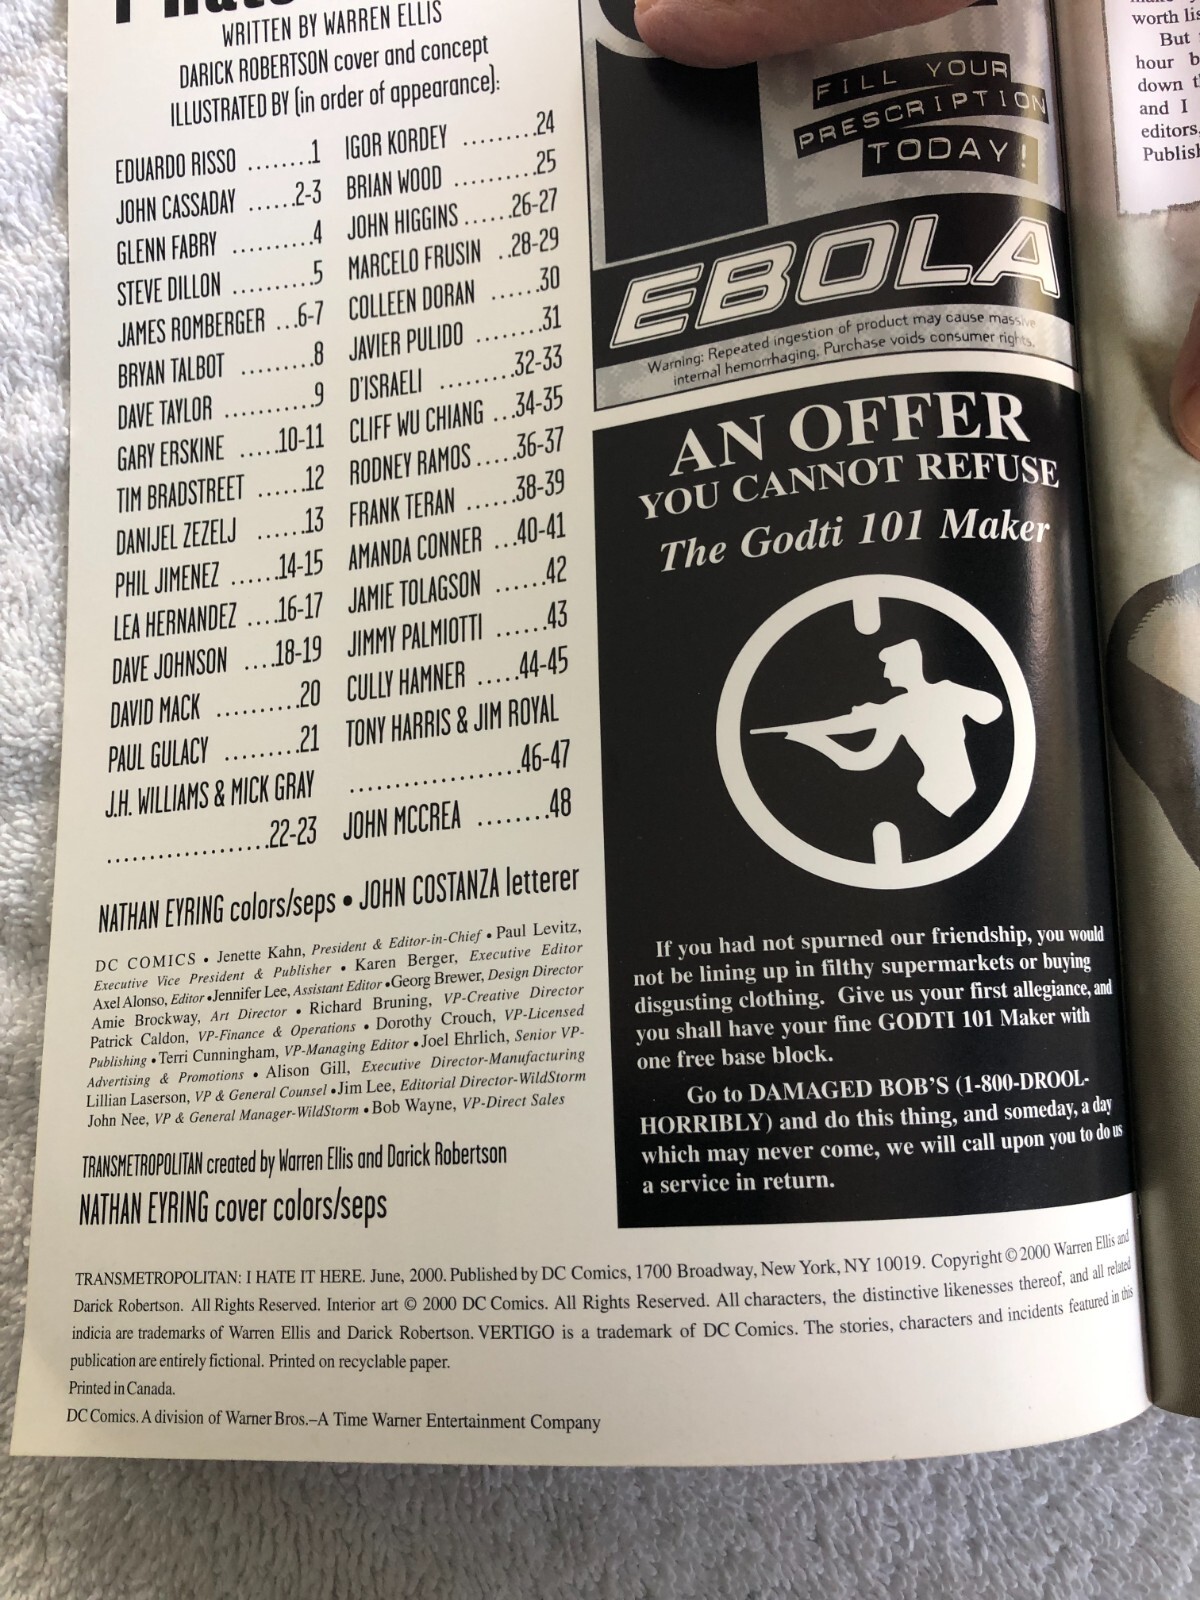 WRITTEN BY WARREN ELLIS
DARICK ROBERTSON cover and concept
ILLUSTRATED BY (in order of appearance):
EDUARDO RISSO ........1
JOHN CASSADAY ......2-3
GLENN FABRY ..........4
STEVE DILLON ..........5
JAMES ROMBERGER ...6-7
BRYAN TALBOT .........8
DAVE TAYLOR ...........9
GARY ERSKINE .....10-11
TIM BRADSTREET ......12
DANIJEL ZEZELJ ......13
PHIL JIMENEZ ......14-15
LEA HERNANDEZ ....16-17
DAVE JOHNSON ....18-19
DAVID MACK ..........20
PAUL GULACY .........21
J.H. WILLIAMS & MICK GRAY
...................22-23
IGOR KORDEY .........24
BRIAN WOOD ..........25
JOHN HIGGINS ......26-27
MARCELO FRUSIN ..28-29
COLLEEN DORAN ......30
JAVIER PULIDO ........31
D'ISRAELI .........32-33
CLIFF WU CHIANG ...34-35
RODNEY RAMOS .....36-37
FRANK TERAN ......38-39
AMANDA CONNER ...40-41
JAMIE TOLAGSON ......42
JIMMY PALMIOTTI ......43
CULLY HAMNER .....44-45
TONY HARRIS & JIM ROYAL
....................46-47
JOHN MCCREA ........48
NATHAN EYRING colors/seps • JOHN COSTANZA letterer
DC COMICS • Jenette Kahn, President & Editor-in-Chief • Paul Levitz,
Executive Vice President & Publisher • Karen Berger, Executive Editor
Axel Alonso, Editor •Jennifer Lee, Assistant Editor •Georg Brewer, Design Director
Amie Brockway, Art Director • Richard Bruning, VP-Creative Director
Patrick Caldon, VP-Finance & Operations • Dorothy Crouch, VP-Licensed
Publishing • Terri Cunningham, VP-Managing Editor • Joel Ehrlich, Senior VP-
Advertising & Promotions • Alison Gill, Executive Director-Manufacturing
Lillian Laserson, VP & General Counsel •Jim Lee, Editorial Director-WildStorm
John Nee, VP & General Manager-WildStorm • Bob Wayne, VP-Direct Sales
TRANSMETROPOLITAN created by Warren Ellis and Darick Robertson
NATHAN EYRING cover colors/seps
FILL YOUR
PRESCRIPTION
TODAY!
EBOLA
Warning: Repeated ingestion of product may cause massive
internal hemorrhaging. Purchase voids consumer rights.
AN OFFER
YOU CANNOT REFUSE
The Godti 101 Maker
If you had not spurned our friendship, you would
not be lining up in filthy supermarkets or buying
disgusting clothing. Give us your first allegiance, and
you shall have your fine GODTI 101 Maker with
one free base block.
Go to DAMAGED BOB'S (1-800-DROOL-
HORRIBLY) and do this thing, and someday, a day
which may never come, we will call upon you to do us
a service in return.
TRANSMETROPOLITAN: I HATE IT HERE. June, 2000. Published by DC Comics, 1700 Broadway, New York, NY 10019. Copyright © 2000 Warren Ellis and
Darick Robertson. All Rights Reserved. Interior art © 2000 DC Comics. All Rights Reserved. All characters, the distinctive likenesses thereof, and all related
indicia are trademarks of Warren Ellis and Darick Robertson. VERTIGO is a trademark of DC Comics. The stories, characters and incidents featured in this
publication are entirely fictional. Printed on recyclable paper.
Printed in Canada.
DC Comics. A division of Warner Bros.–A Time Warner Entertainment Company
worth
But
hour
down
and I
editors,